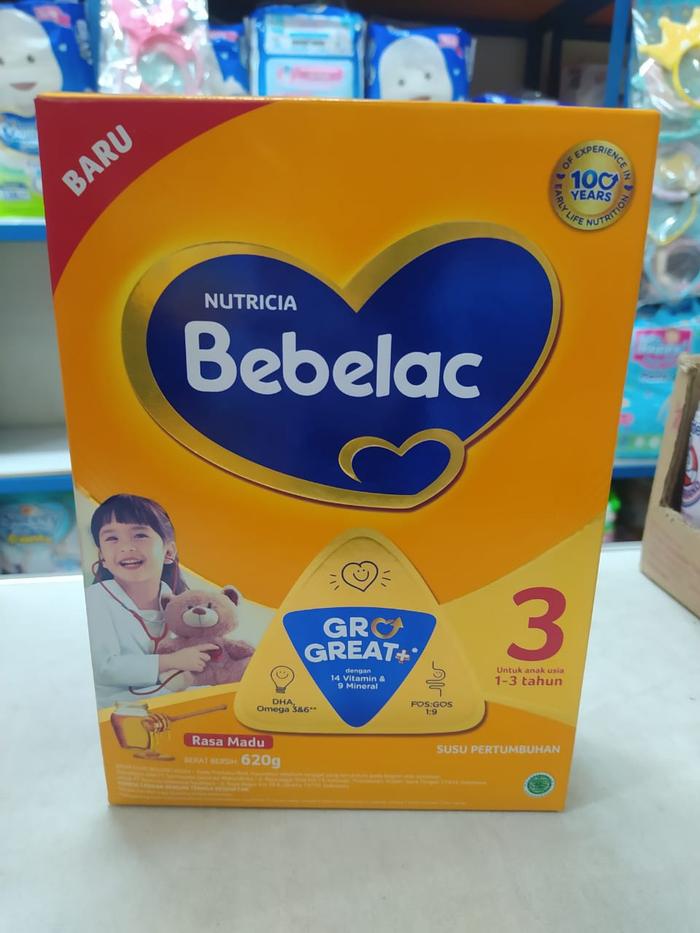 BARU
OF EXPERIENCE IN
100
YEARS
EARLY LIFE NUTRITION
NUTRICIA
Bebelac
GRO
GREAT+
dengan
14 Vitamin &
9 Mineral
DHA,
Omega 3&6**
FOS:GOS
1:9
3
Untuk anak usia
1-3 tahun
Rasa Madu
BERAT BERSIH 620g
SUSU PERTUMBUHAN